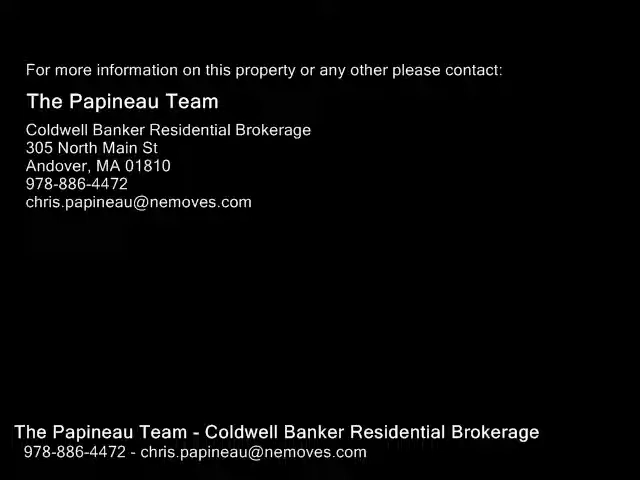 For more information on this property or any other please contact:
The Papineau Team
Coldwell Banker Residential Brokerage
305 North Main St
Andover, MA 01810
978-886-4472
chris.papineau@nemoves.com
The Papineau Team - Coldwell Banker Residential Brokerage
978-886-4472 - chris.papineau@nemoves.com